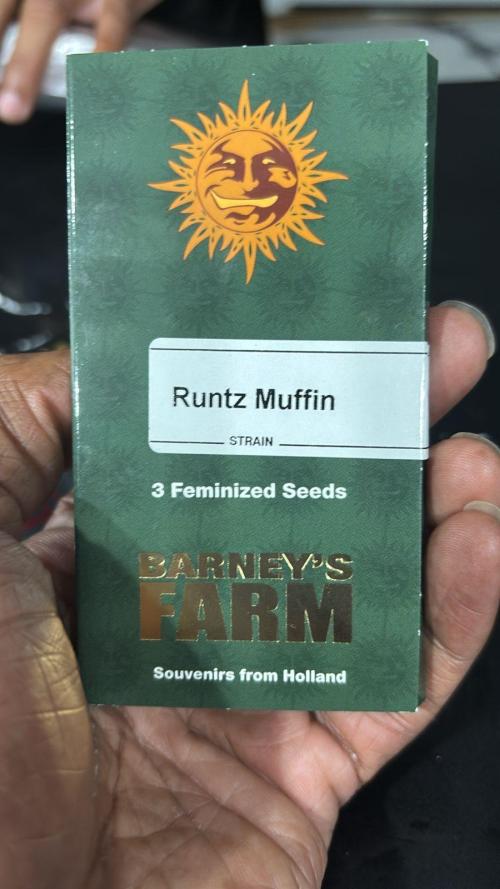 Runtz Muffin
STRAIN
3 Feminized Seeds
BARNEY'S
FARM
Souvenirs from Holland